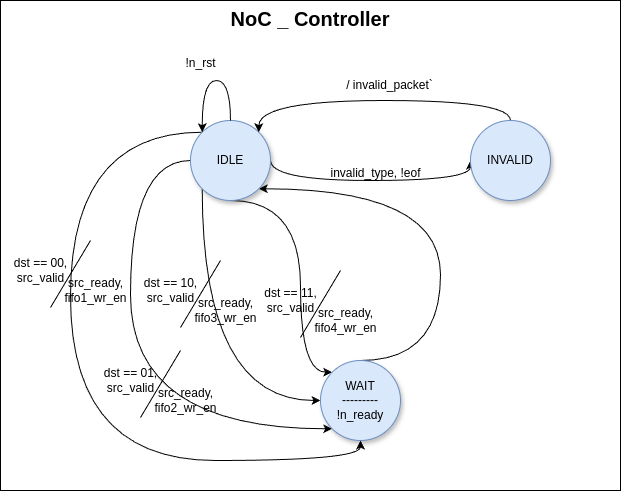 NoC _ Controller
!n_rst
/ invalid_packet`
IDLE
INVALID
invalid_type, !eof
dst == 00,
src_valid
src_ready,
fifo1_wr_en
dst == 10,
src_valid
src_ready,
fifo3_wr_en
dst == 11,
src_valid
src_ready,
fifo4_wr_en
dst == 01,
src_valid
src_ready,
fifo2_wr_en
WAIT
---------
!n_ready